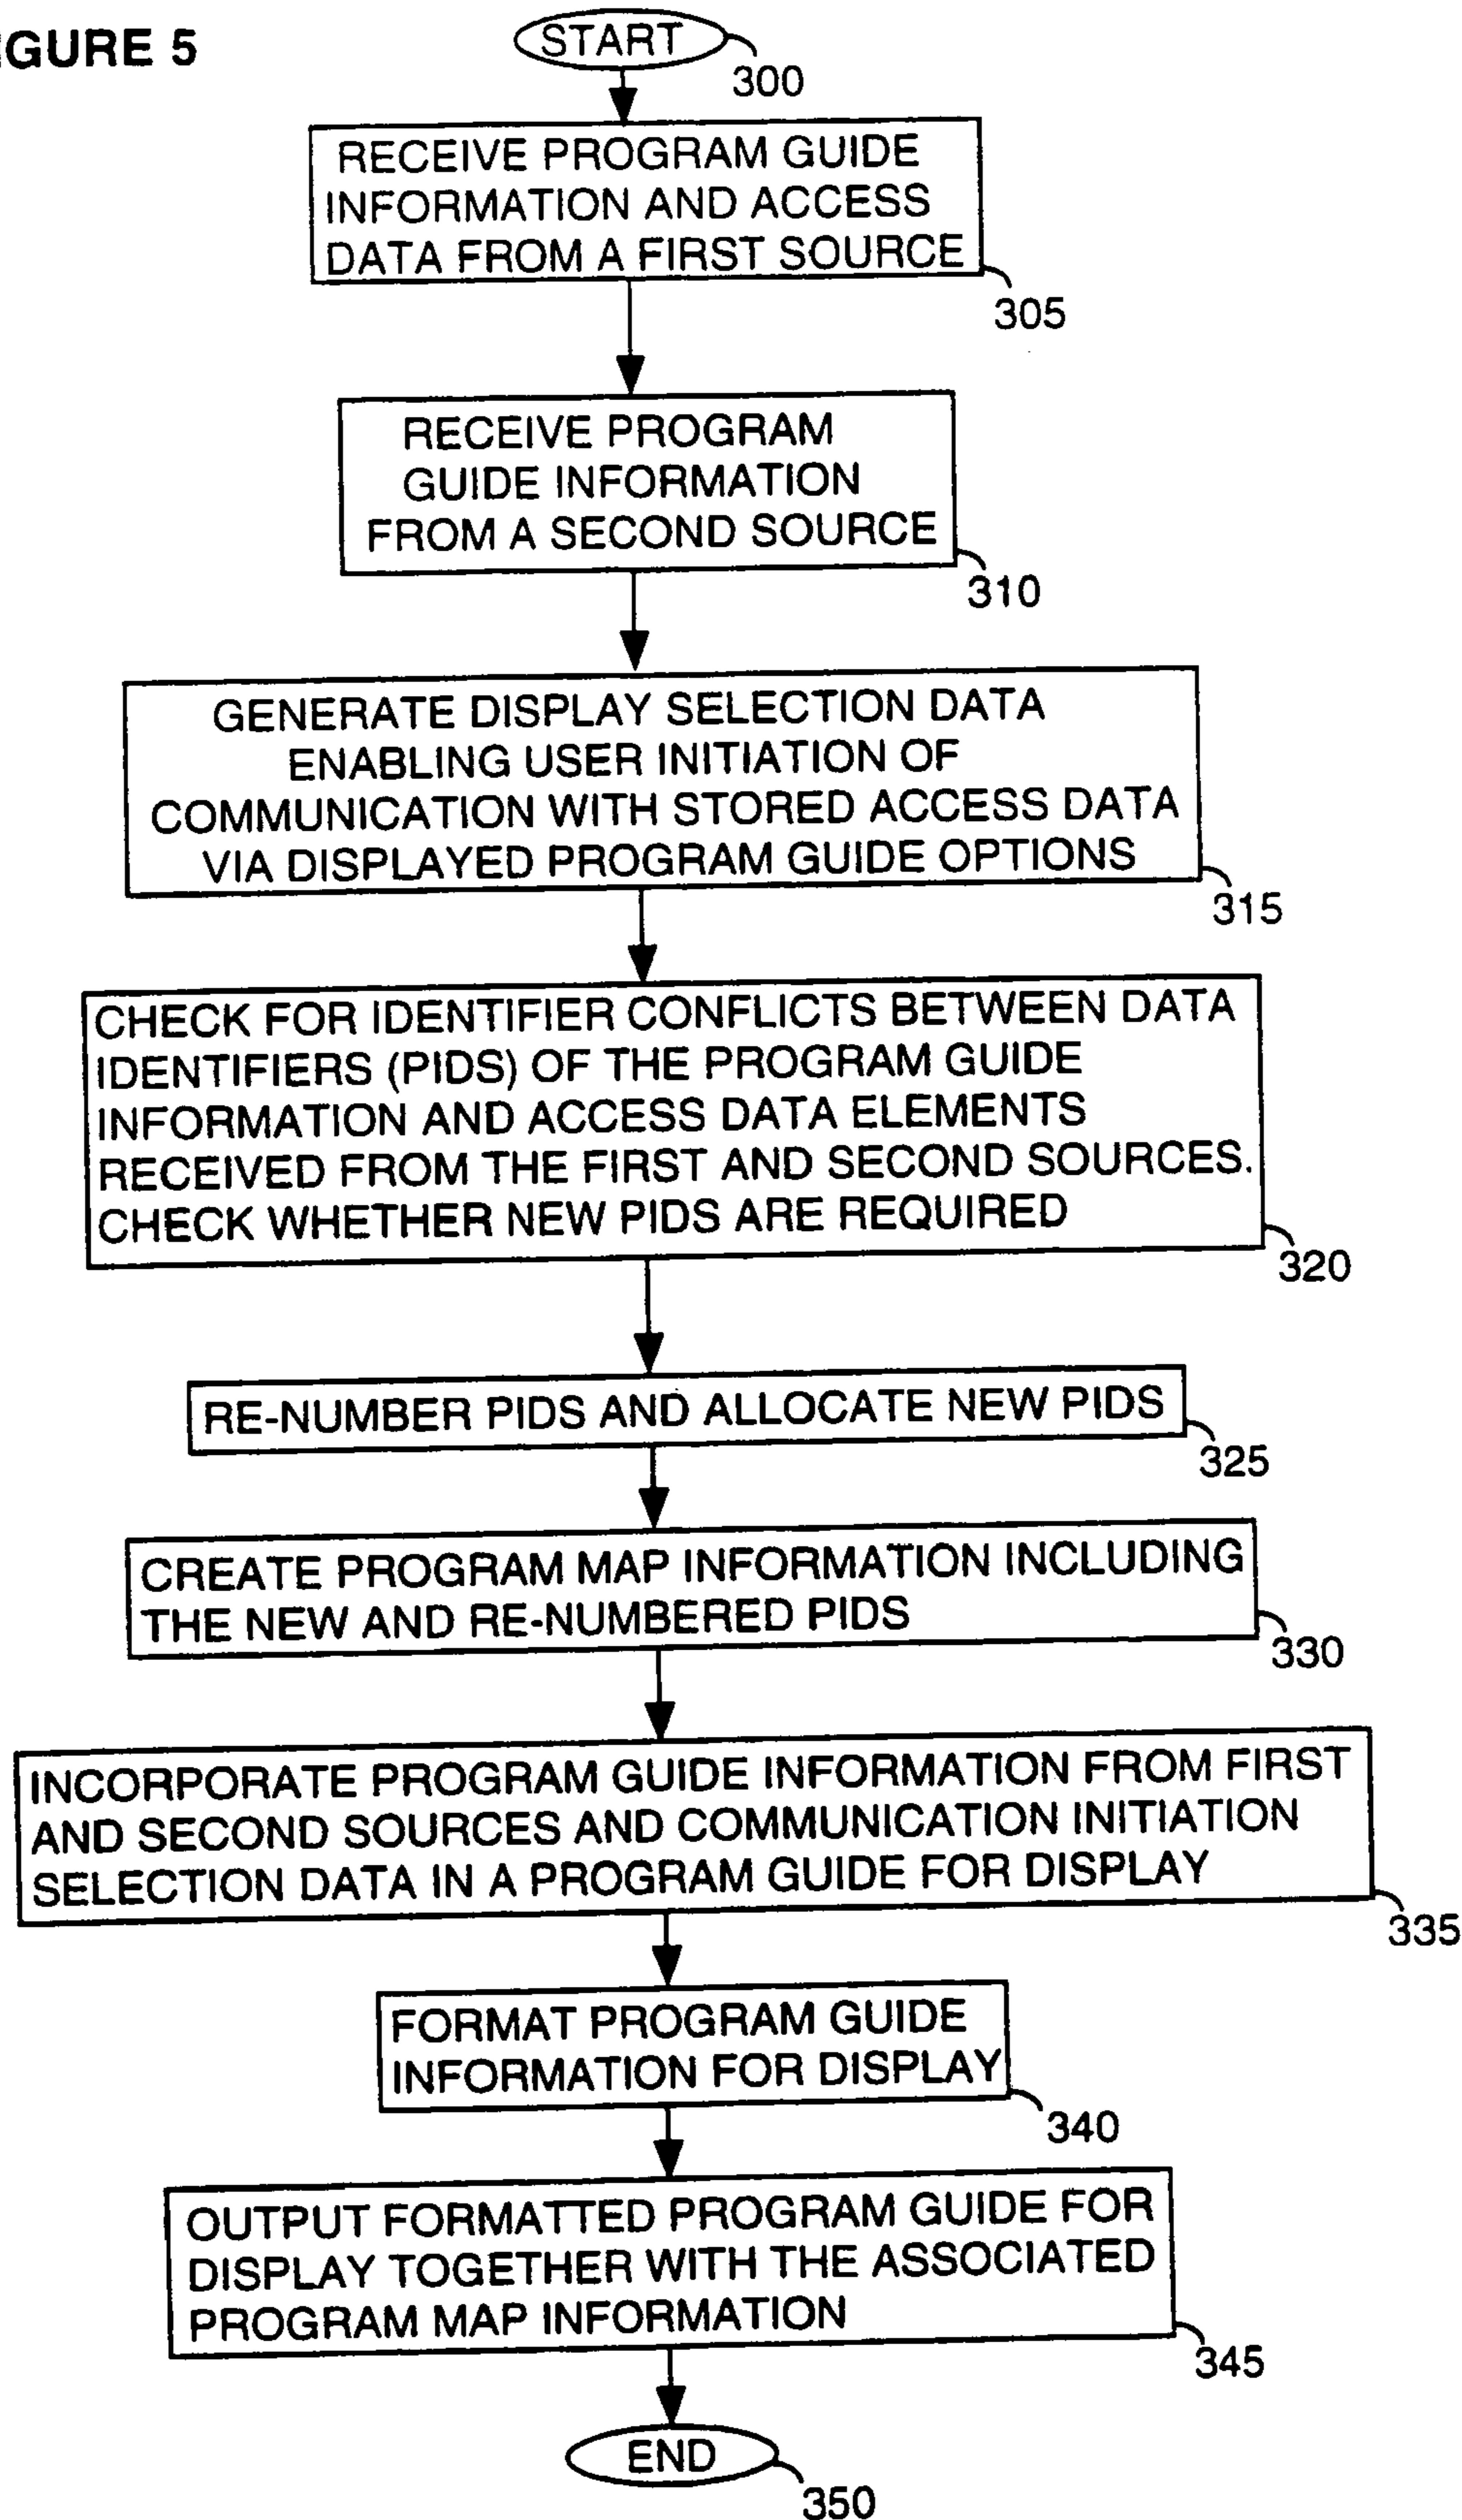 IGURE 5
START
300
RECEIVE PROGRAM GUIDE
INFORMATION AND ACCESS
DATA FROM A FIRST SOURCE
305
RECEIVE PROGRAM
GUIDE INFORMATION
FROM A SECOND SOURCE
310
GENERATE DISPLAY SELECTION DATA
ENABLING USER INITIATION OF
COMMUNICATION WITH STORED ACCESS DATA
VIA DISPLAYED PROGRAM GUIDE OPTIONS
315
CHECK FOR IDENTIFIER CONFLICTS BETWEEN DATA
IDENTIFIERS (PIDS) OF THE PROGRAM GUIDE
INFORMATION AND ACCESS DATA ELEMENTS
RECEIVED FROM THE FIRST AND SECOND SOURCES.
CHECK WHETHER NEW PIDS ARE REQUIRED
320
RE-NUMBER PIDS AND ALLOCATE NEW PIDS
325
CREATE PROGRAM MAP INFORMATION INCLUDING
THE NEW AND RE-NUMBERED PIDS
330
INCORPORATE PROGRAM GUIDE INFORMATION FROM FIRST
AND SECOND SOURCES AND COMMUNICATION INITIATION
SELECTION DATA IN A PROGRAM GUIDE FOR DISPLAY
335
FORMAT PROGRAM GUIDE
INFORMATION FOR DISPLAY
340
OUTPUT FORMATTED PROGRAM GUIDE FOR
DISPLAY TOGETHER WITH THE ASSOCIATED
PROGRAM MAP INFORMATION
345
END
350